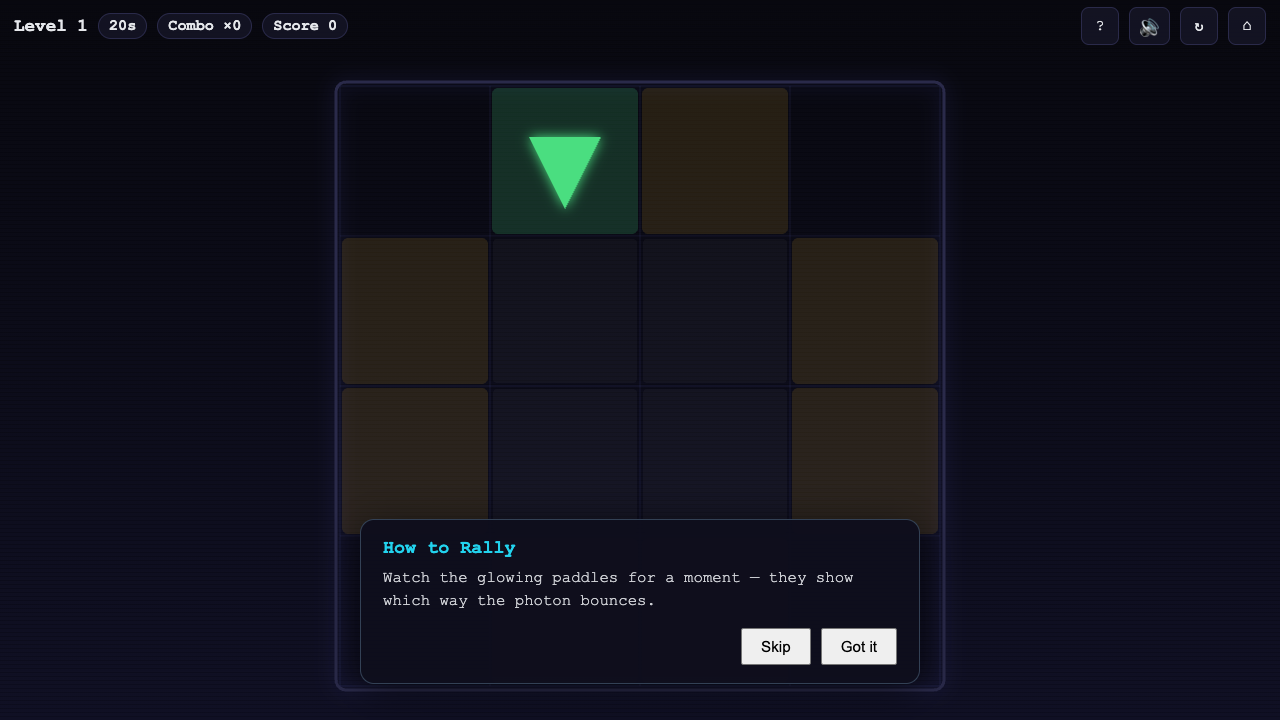 Level 1 20s Combo ×0 Score 0 ?
How to Rally
Watch the glowing paddles for a moment — they show
which way the photon bounces.
Skip Got it